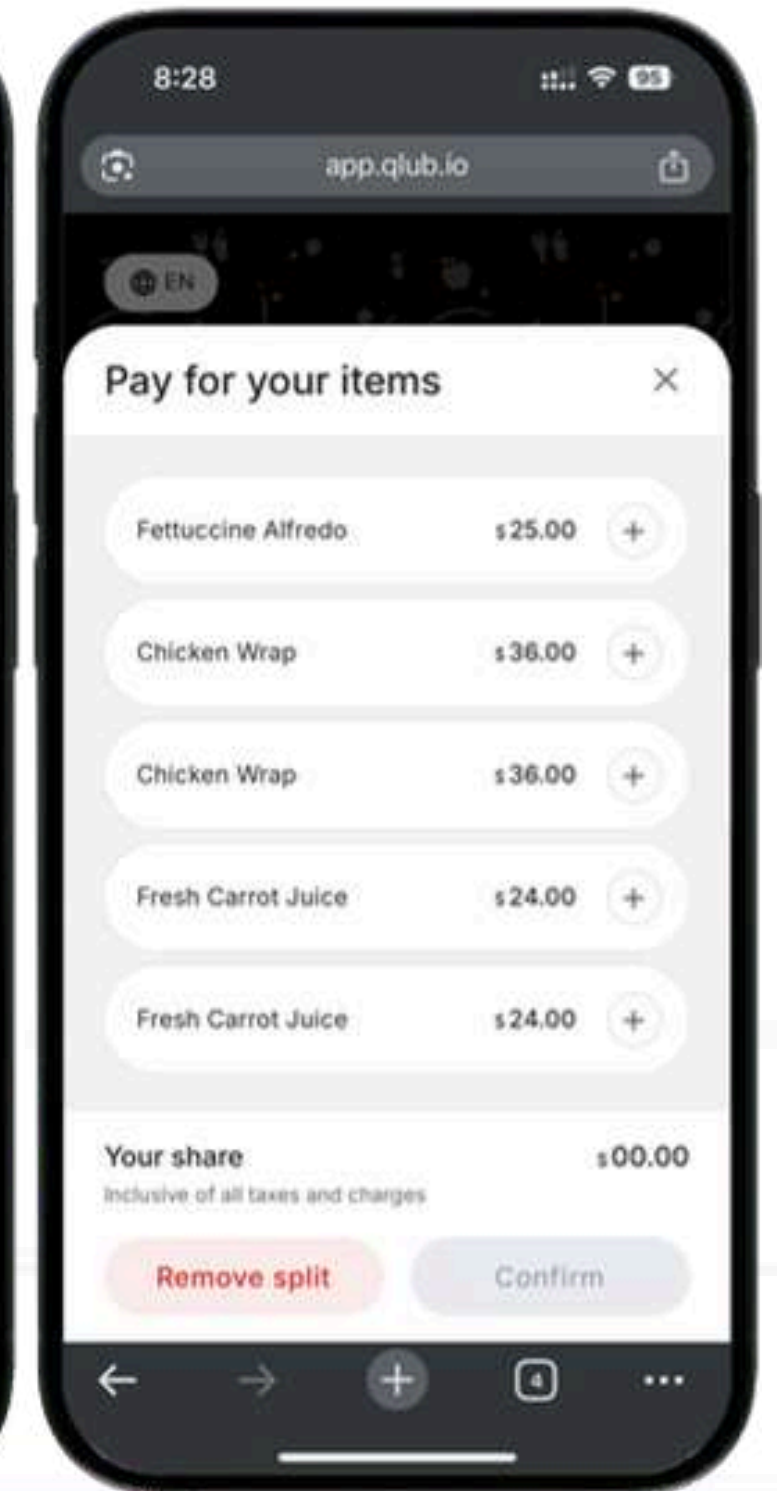 8:28 95
app.qlub.io
EN
Pay for your items
Fettuccine Alfredo $25.00
Chicken Wrap $36.00
Chicken Wrap $36.00
Fresh Carrot Juice $24.00
Fresh Carrot Juice $24.00
Your share $00.00
Inclusive of all taxes and charges
Remove split Confirm
4